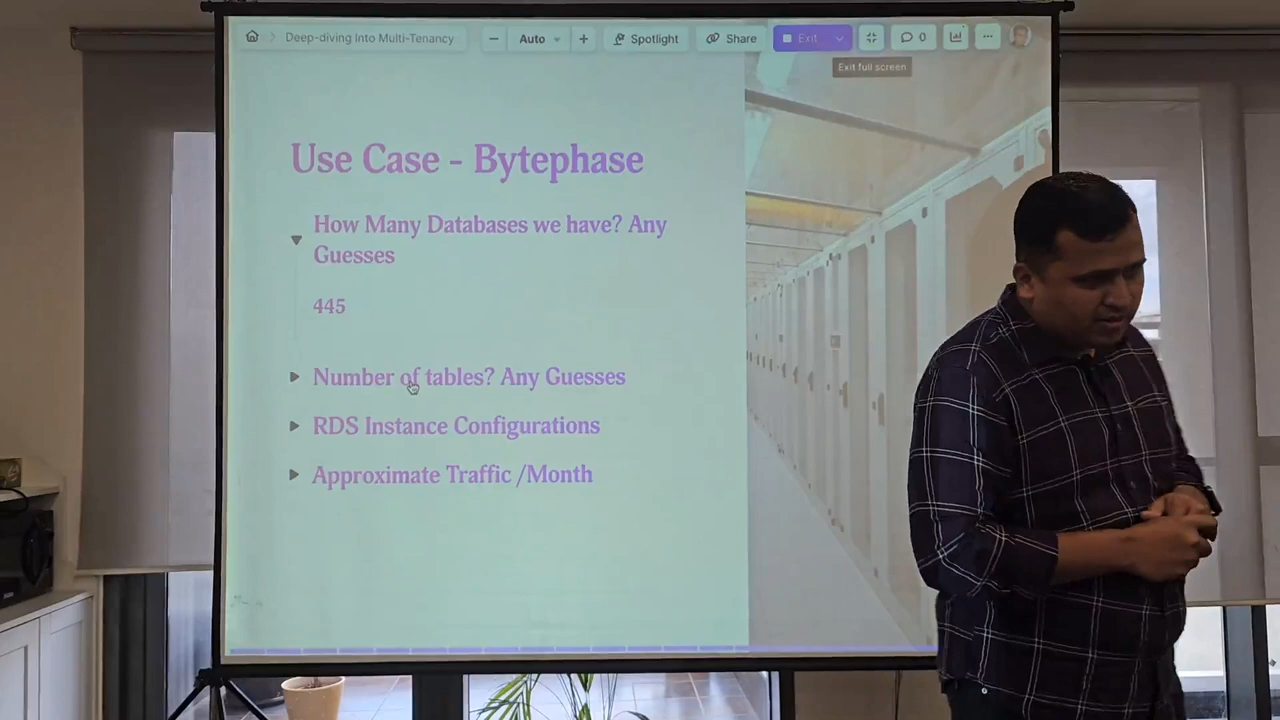 Deep-diving into Multi-Tenancy
Auto
Spotlight
Share
Exit
0
Exit full screen
Use Case - Bytephase
How Many Databases we have? Any
Guesses
445
Number of tables? Any Guesses
RDS Instance Configurations
Approximate Traffic /Month